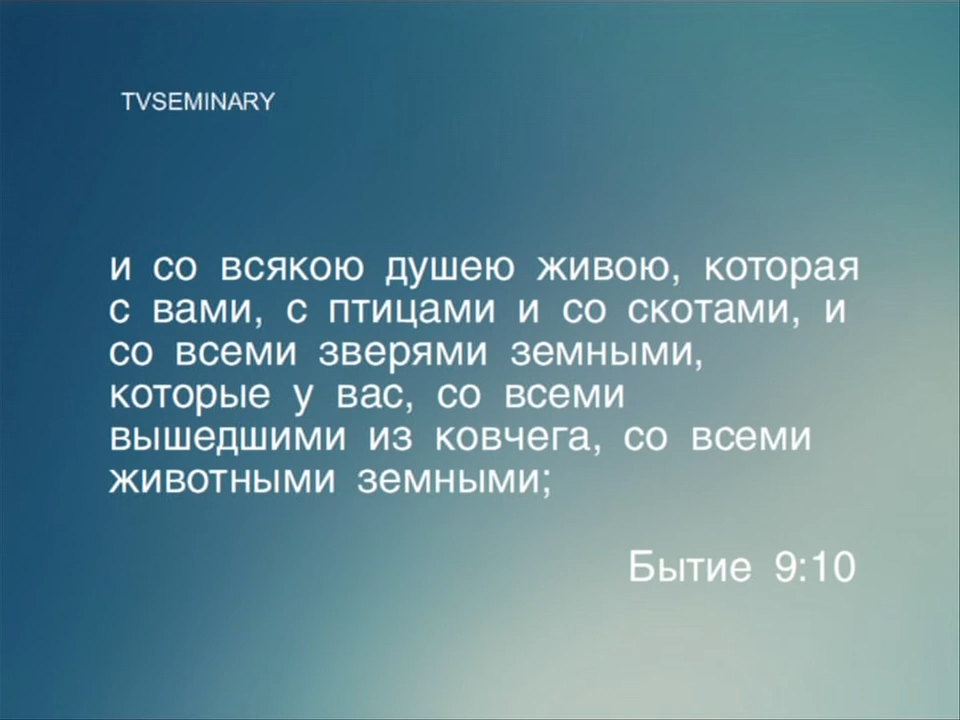 TVSEMINARY
и со всякою душею живою, которая
с вами, с птицами и со скотами, и
со всеми зверями земными,
которые у вас, со всеми
вышедшими из ковчега, со всеми
животными земными;
Бытие 9:10